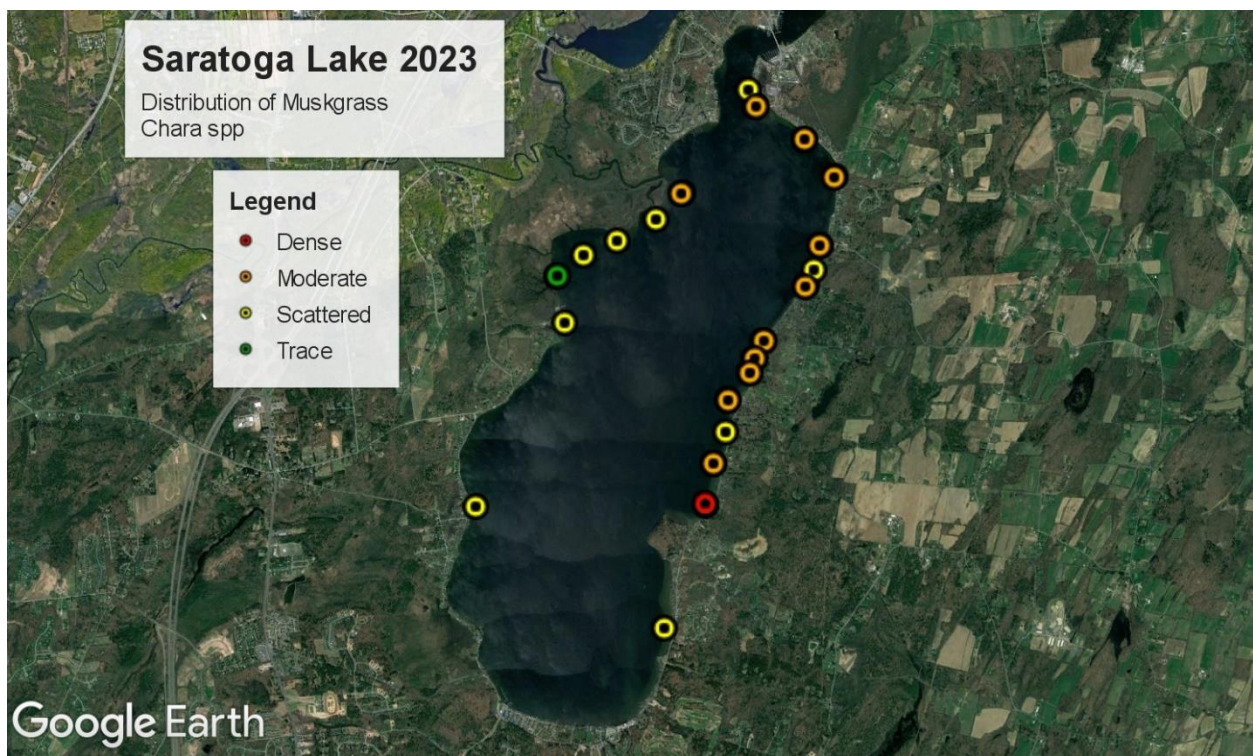 Saratoga Lake 2023
Distribution of Muskgrass
Chara spp
Legend
Dense
Moderate
Scattered
Trace
Google Earth